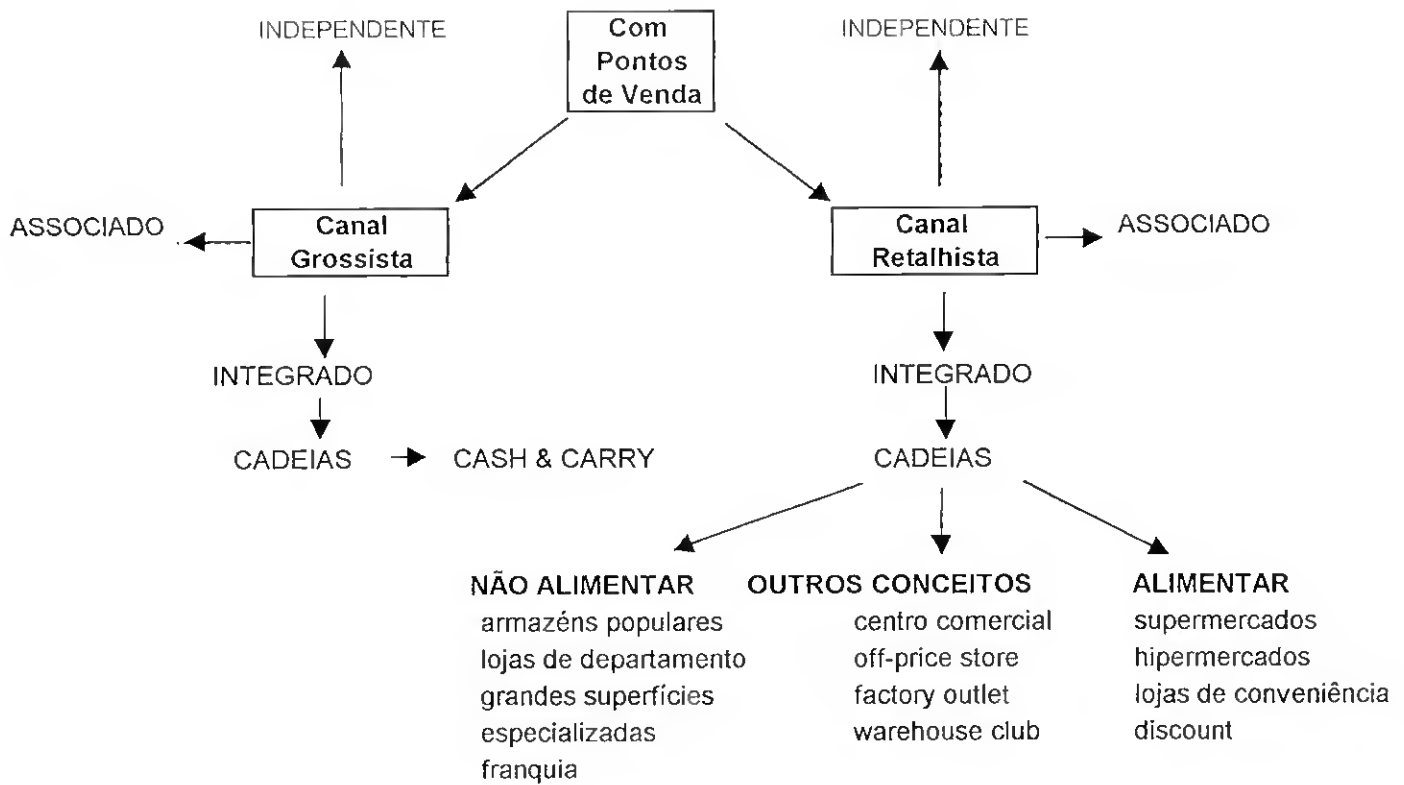 INDEPENDENTE
Com
Pontos
de Venda
INDEPENDENTE
ASSOCIADO
Canal
Grossista
Canal
Retalhista
ASSOCIADO
INTEGRADO
INTEGRADO
CADEIAS
CASH & CARRY
CADEIAS
NÃO ALIMENTAR
armazéns populares
lojas de departamento
grandes superfícies
especializadas
franquia
OUTROS CONCEITOS
centro comercial
off-price store
factory outlet
warehouse club
ALIMENTAR
supermercados
hipermercados
lojas de conveniência
discount